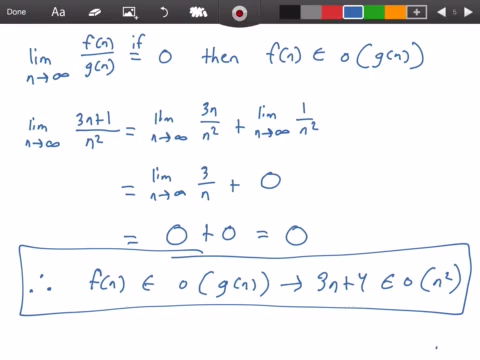 Done Aa 5
lim n→∞ f(n)/g(n) if = 0 then f(n) ∈ o(g(n))
lim n→∞ 3n+1/n² = lim n→∞ 3n/n² + lim n→∞ 1/n²
= lim n→∞ 3/n + 0
= 0 + 0 = 0
∴ f(n) ∈ o(g(n)) → 3n+4 ∈ o(n²)